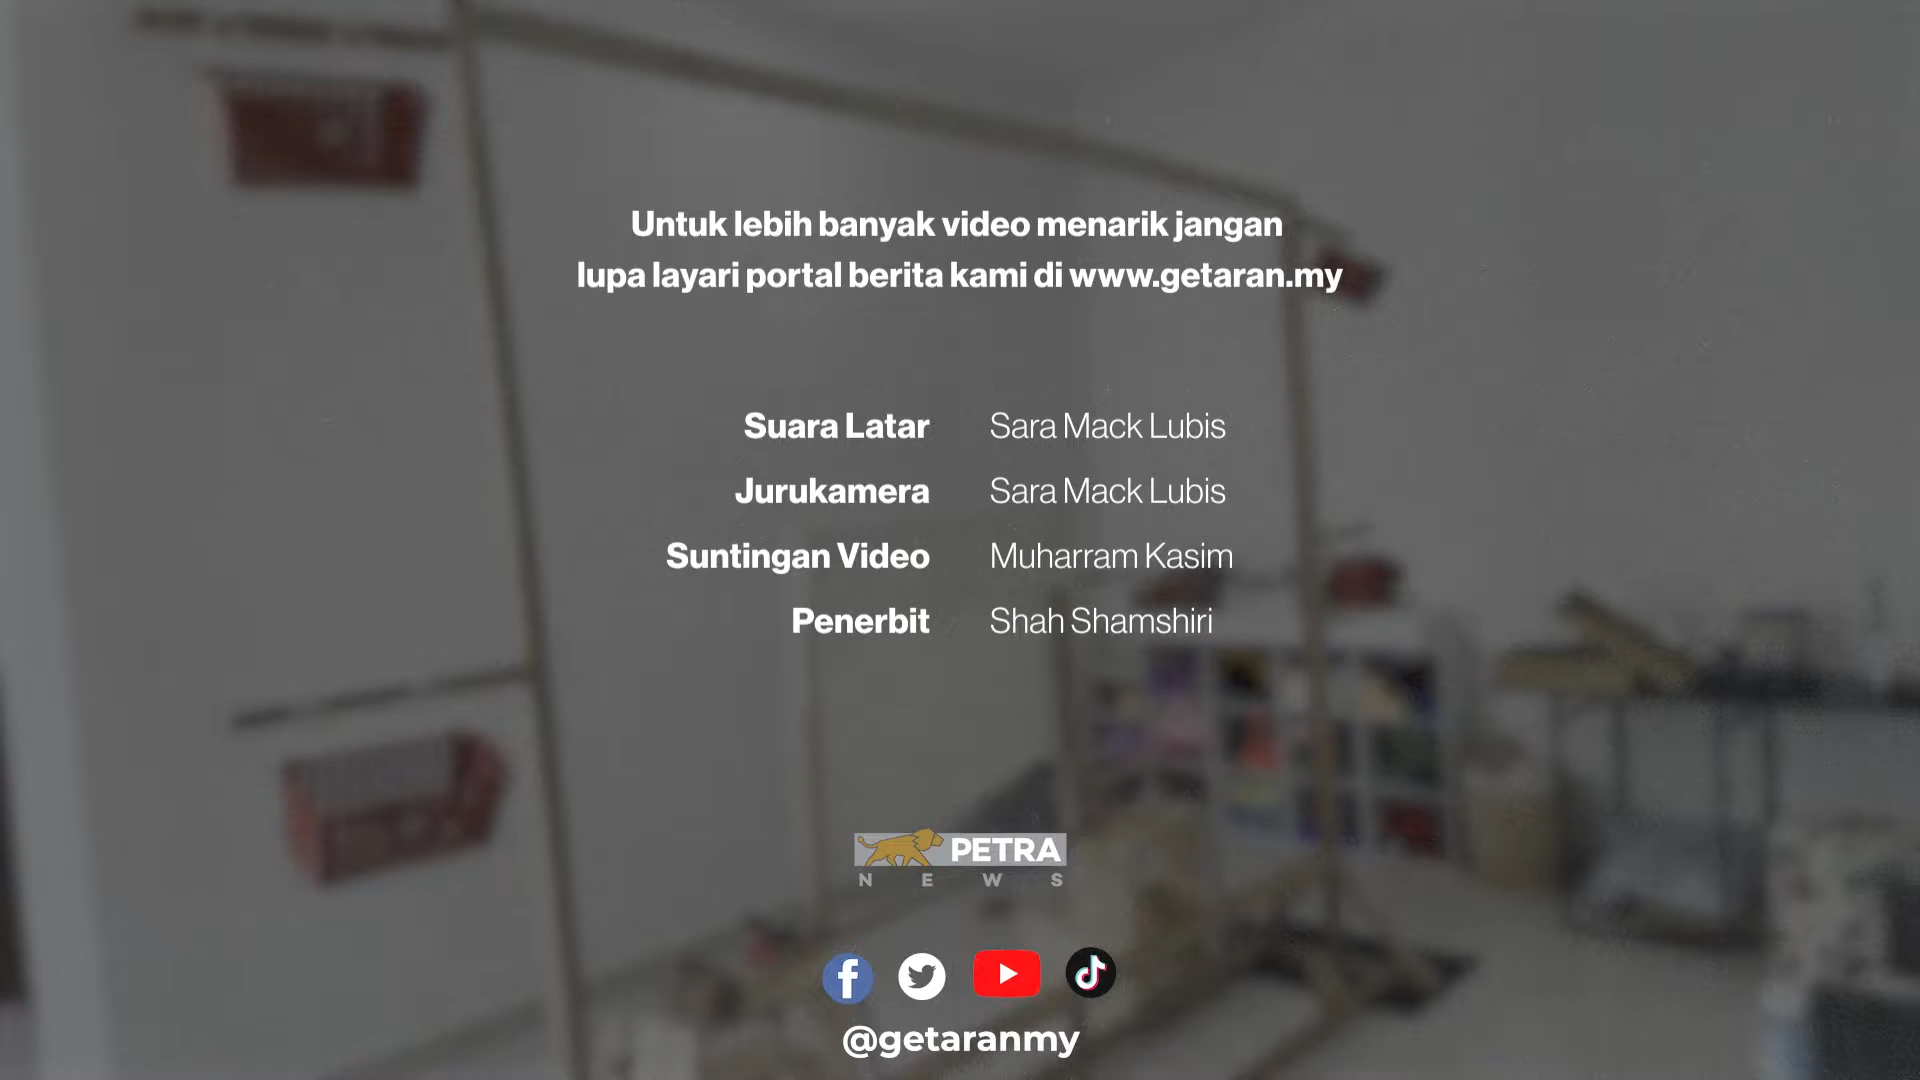 Untuk lebih banyak video menarik jangan
lupa layari portal berita kami di www.getaran.my
Suara Latar Sara Mack Lubis
Jurukamera Sara Mack Lubis
Suntingan Video Muharram Kasim
Penerbit Shah Shamshiri
PETRA
NEWS
@getaranmy